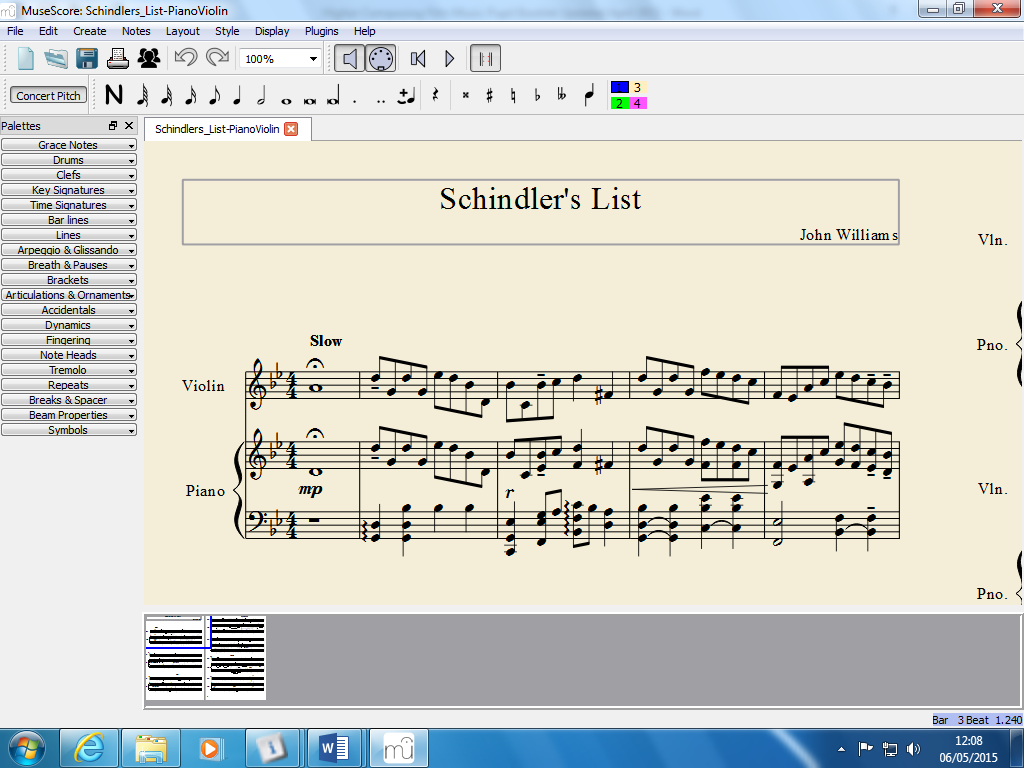 MuseScore: Schindlers_List-PianoViolin
File Edit Create Notes Layout Style Display Plugins Help
100%
Concert Pitch
1 3
2 4
Palettes
Grace Notes
Drums
Clefs
Key Signatures
Time Signatures
Bar lines
Lines
Arpeggio & Glissando
Breath & Pauses
Brackets
Articulations & Ornaments
Accidentals
Dynamics
Fingering
Note Heads
Tremolo
Repeats
Breaks & Spacer
Beam Properties
Symbols
Schindlers_List-PianoViolin
Schindler's List
John Williams
Vln.
Pno.
Slow
Violin
Piano
mp
r
Vln.
Pno.
Bar 3 Beat 1.240
12:08
06/05/2015